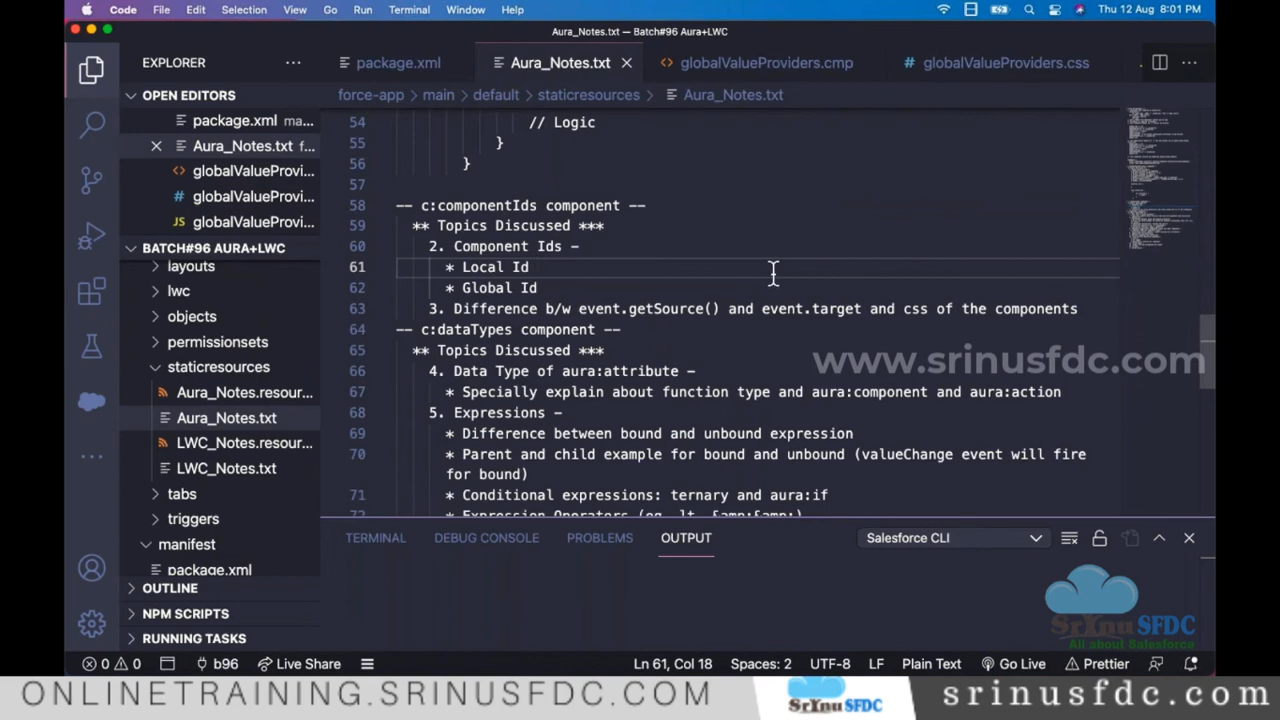 Code File Edit Selection View Go Run Terminal Window Help Thu 12 Aug 8:01 PM
Aura_Notes.txt — Batch#96 Aura+LWC
EXPLORER
package.xml
Aura_Notes.txt
globalValueProviders.cmp
globalValueProviders.css
OPEN EDITORS
force-app > main > default > staticresources > Aura_Notes.txt
package.xml ma...
Aura_Notes.txt f...
globalValueProvi...
globalValueProvi...
globalValueProvi...
BATCH#96 AURA+LWC
layouts
lwc
objects
permissionsets
staticresources
Aura_Notes.resour...
Aura_Notes.txt
LWC_Notes.resour...
LWC_Notes.txt
tabs
triggers
manifest
package.xml
OUTLINE
NPM SCRIPTS
RUNNING TASKS
54 // Logic
55 }
56 }
57
58 -- c:componentIds component --
59 ** Topics Discussed ***
60 2. Component Ids -
61 * Local Id
62 * Global Id
63 3. Difference b/w event.getSource() and event.target and css of the components
64 -- c:dataTypes component --
65 ** Topics Discussed ***
66 4. Data Type of aura:attribute -
67 * Specially explain about function type and aura:component and aura:action
68 5. Expressions -
69 * Difference between bound and unbound expression
70 * Parent and child example for bound and unbound (valueChange event will fire
for bound)
71 * Conditional expressions: ternary and aura:if
72 * Expression Operators (eg. lt, &amp;&amp;)
www.srinusfdc.com
TERMINAL DEBUG CONSOLE PROBLEMS OUTPUT Salesforce CLI
SrInu SFDC
All about Salesforce
0 0 b96 Live Share Ln 61, Col 18 Spaces: 2 UTF-8 LF Plain Text Go Live Prettier
ONLINETRAINING.SRINUSFDC.COM
SrInu SFDC
srinusfdc.com